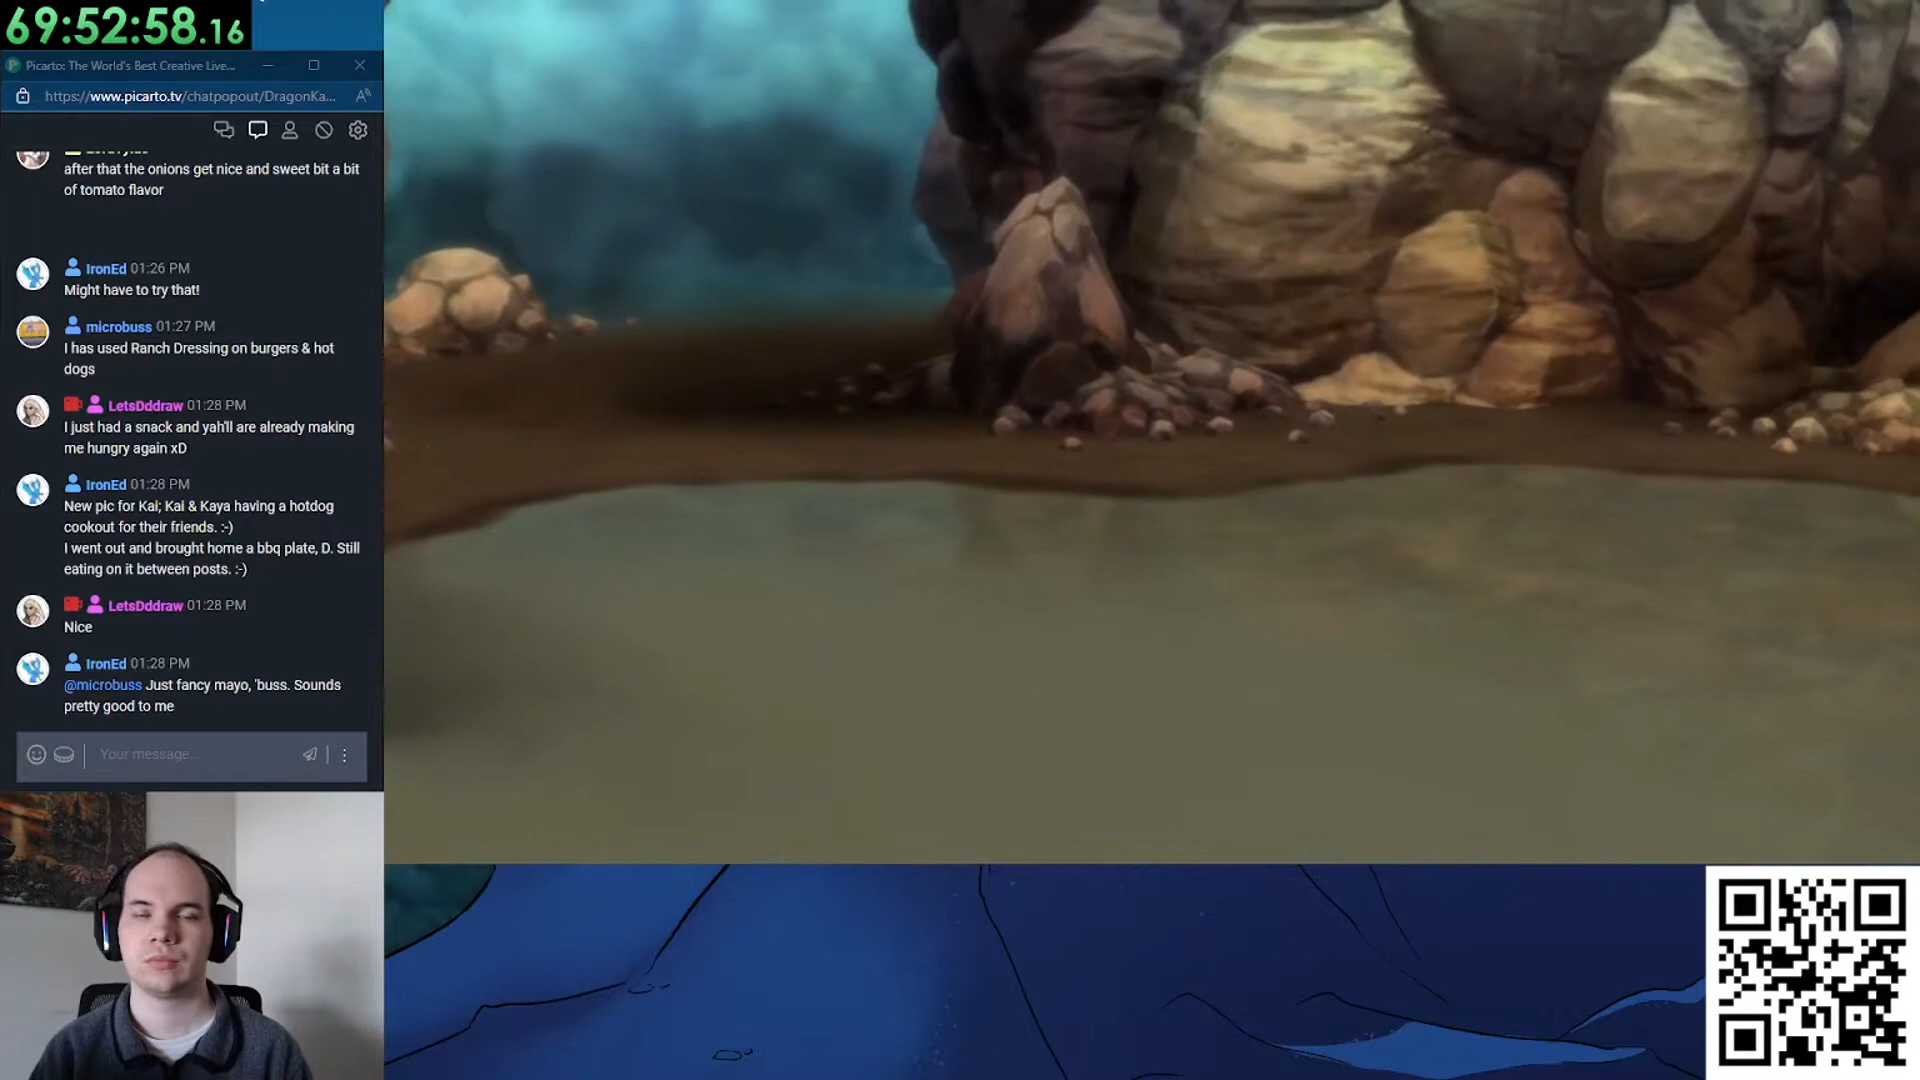 69:52:58.16
Picarto: The World's Best Creative Live...
https://www.picarto.tv/chatpopout/DragonKa...
after that the onions get nice and sweet bit a bit
of tomato flavor
IronEd 01:26 PM
Might have to try that!
microbuss 01:27 PM
I has used Ranch Dressing on burgers & hot
dogs
LetsDddraw 01:28 PM
I just had a snack and yah'll are already making
me hungry again xD
IronEd 01:28 PM
New pic for Kai; Kai & Kaya having a hotdog
cookout for their friends. :-)
I went out and brought home a bbq plate, D. Still
eating on it between posts. :-)
LetsDddraw 01:28 PM
Nice
IronEd 01:28 PM
@microbuss Just fancy mayo, 'buss. Sounds
pretty good to me
Your message...